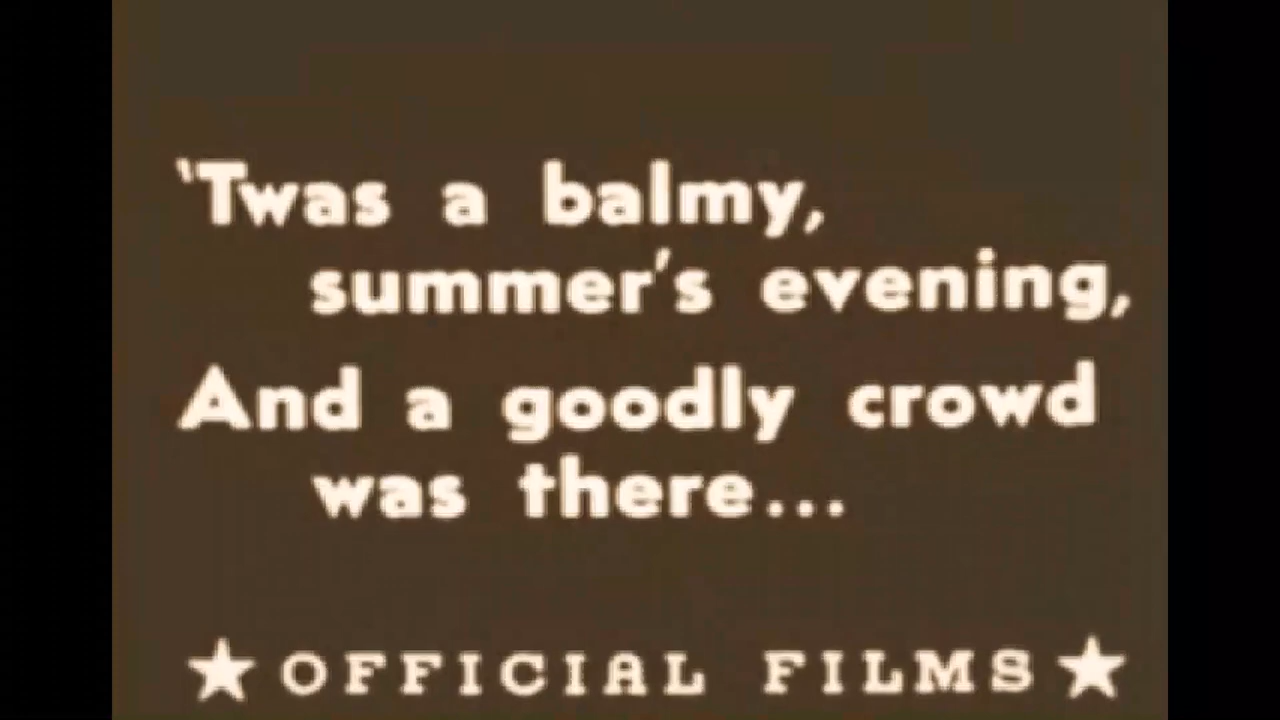 ‘Twas a balmy,
summer’s evening,
And a goodly crowd
was there...
★ OFFICIAL FILMS ★